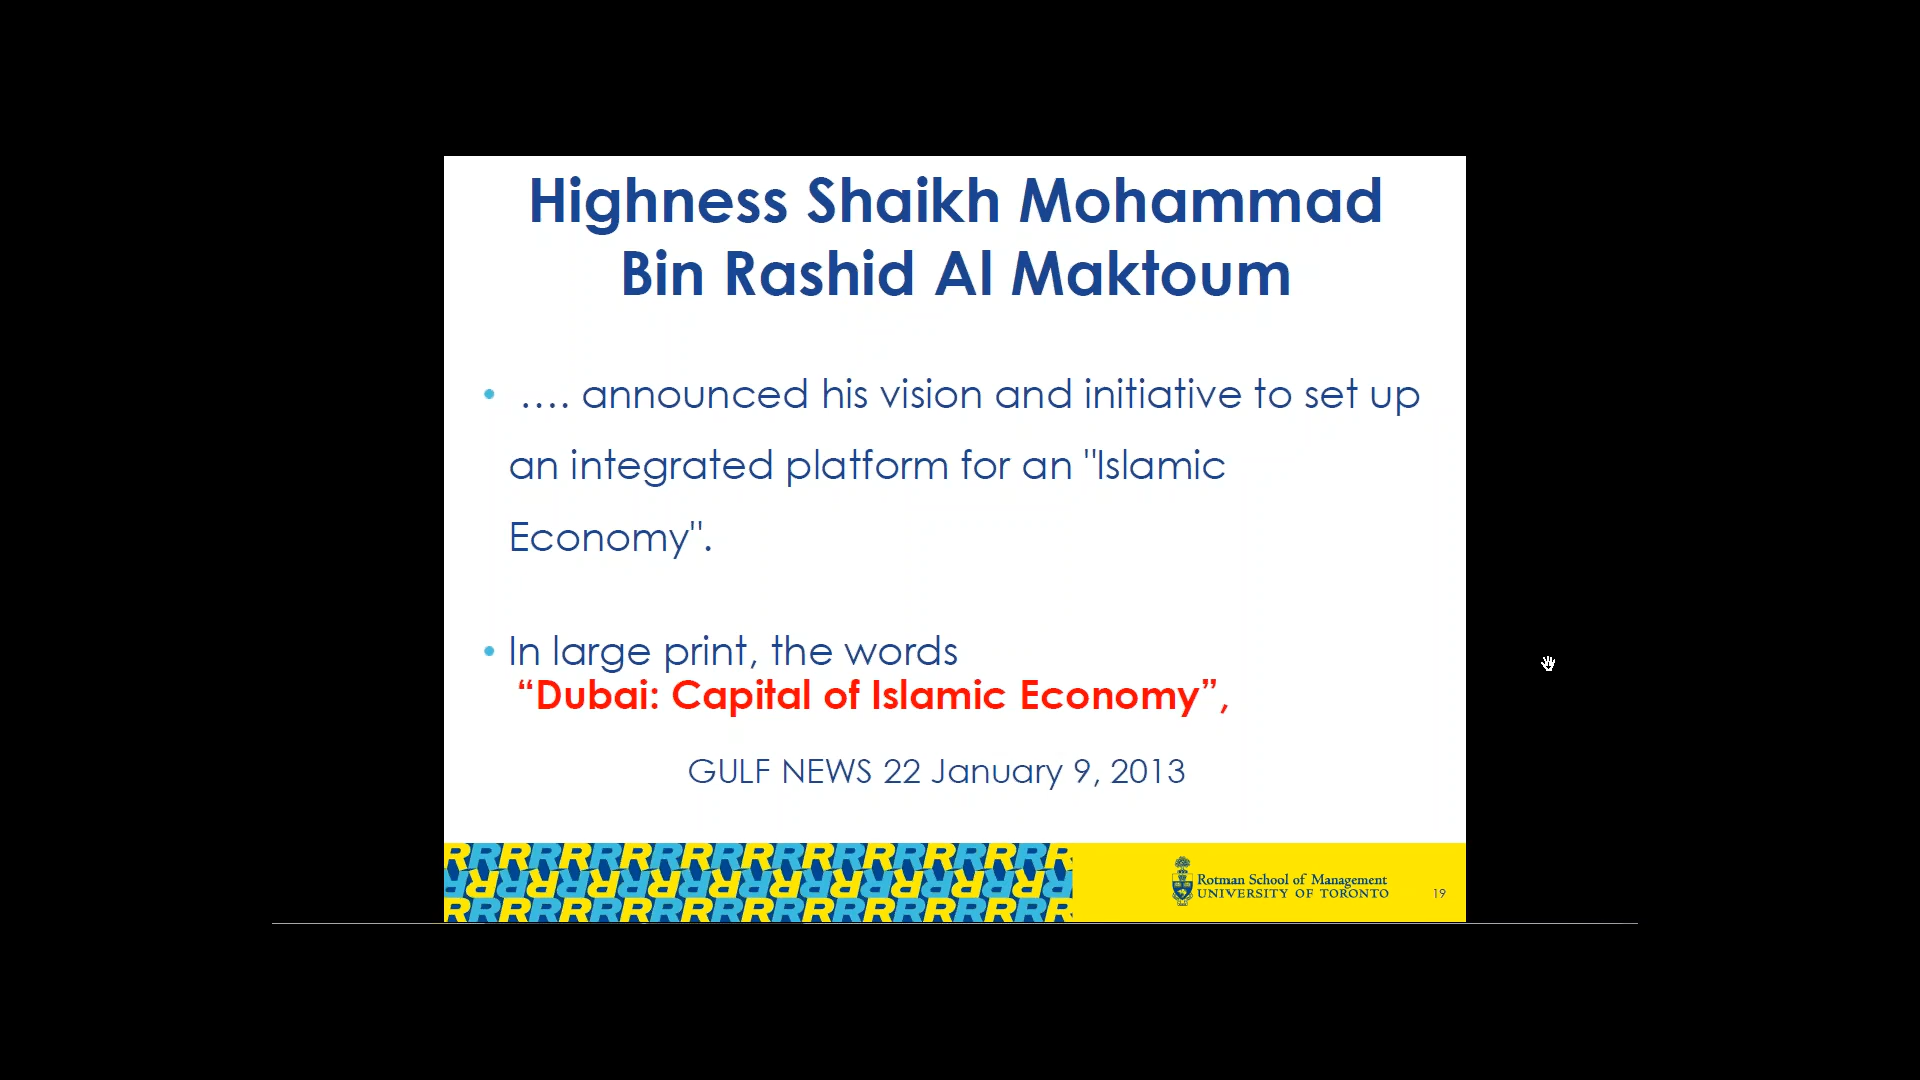 Highness Shaikh Mohammad
Bin Rashid Al Maktoum
• …. announced his vision and initiative to set up
an integrated platform for an "Islamic
Economy".
• In large print, the words
“Dubai: Capital of Islamic Economy”,
GULF NEWS 22 January 9, 2013
Rotman School of Management
UNIVERSITY OF TORONTO
19